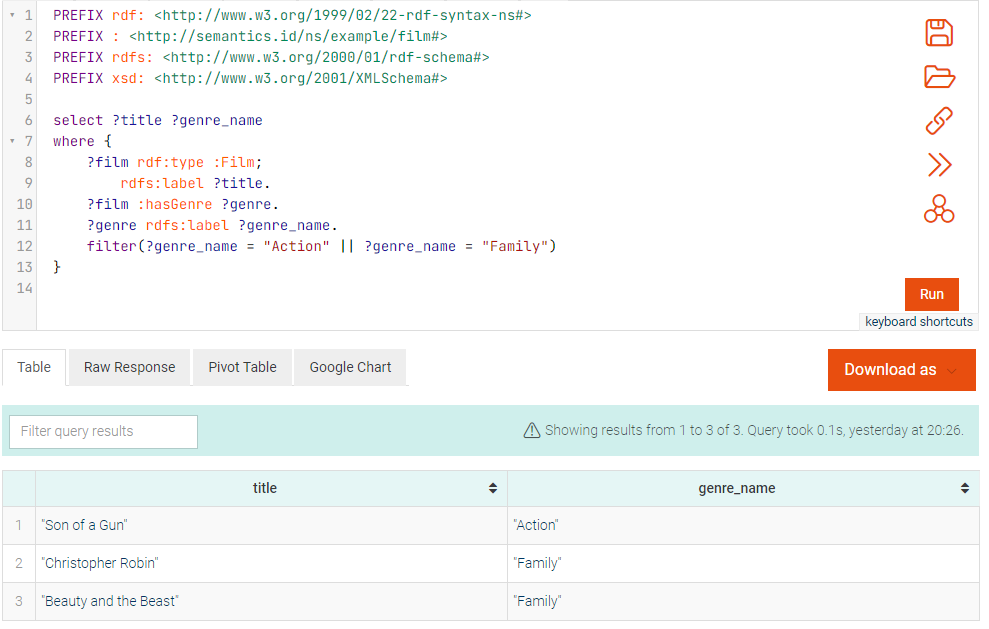 1 PREFIX rdf: <http://www.w3.org/1999/02/22-rdf-syntax-ns#>
2 PREFIX : <http://semantics.id/ns/example/film#>
3 PREFIX rdfs: <http://www.w3.org/2000/01/rdf-schema#>
4 PREFIX xsd: <http://www.w3.org/2001/XMLSchema#>
5
6 select ?title ?genre_name
7 where {
8 ?film rdf:type :Film;
9 rdfs:label ?title.
10 ?film :hasGenre ?genre.
11 ?genre rdfs:label ?genre_name.
12 filter(?genre_name = "Action" || ?genre_name = "Family")
13 }
14
Run
keyboard shortcuts
Table Raw Response Pivot Table Google Chart Download as
Filter query results Showing results from 1 to 3 of 3. Query took 0.1s, yesterday at 20:26.
title genre_name
1 "Son of a Gun" "Action"
2 "Christopher Robin" "Family"
3 "Beauty and the Beast" "Family"